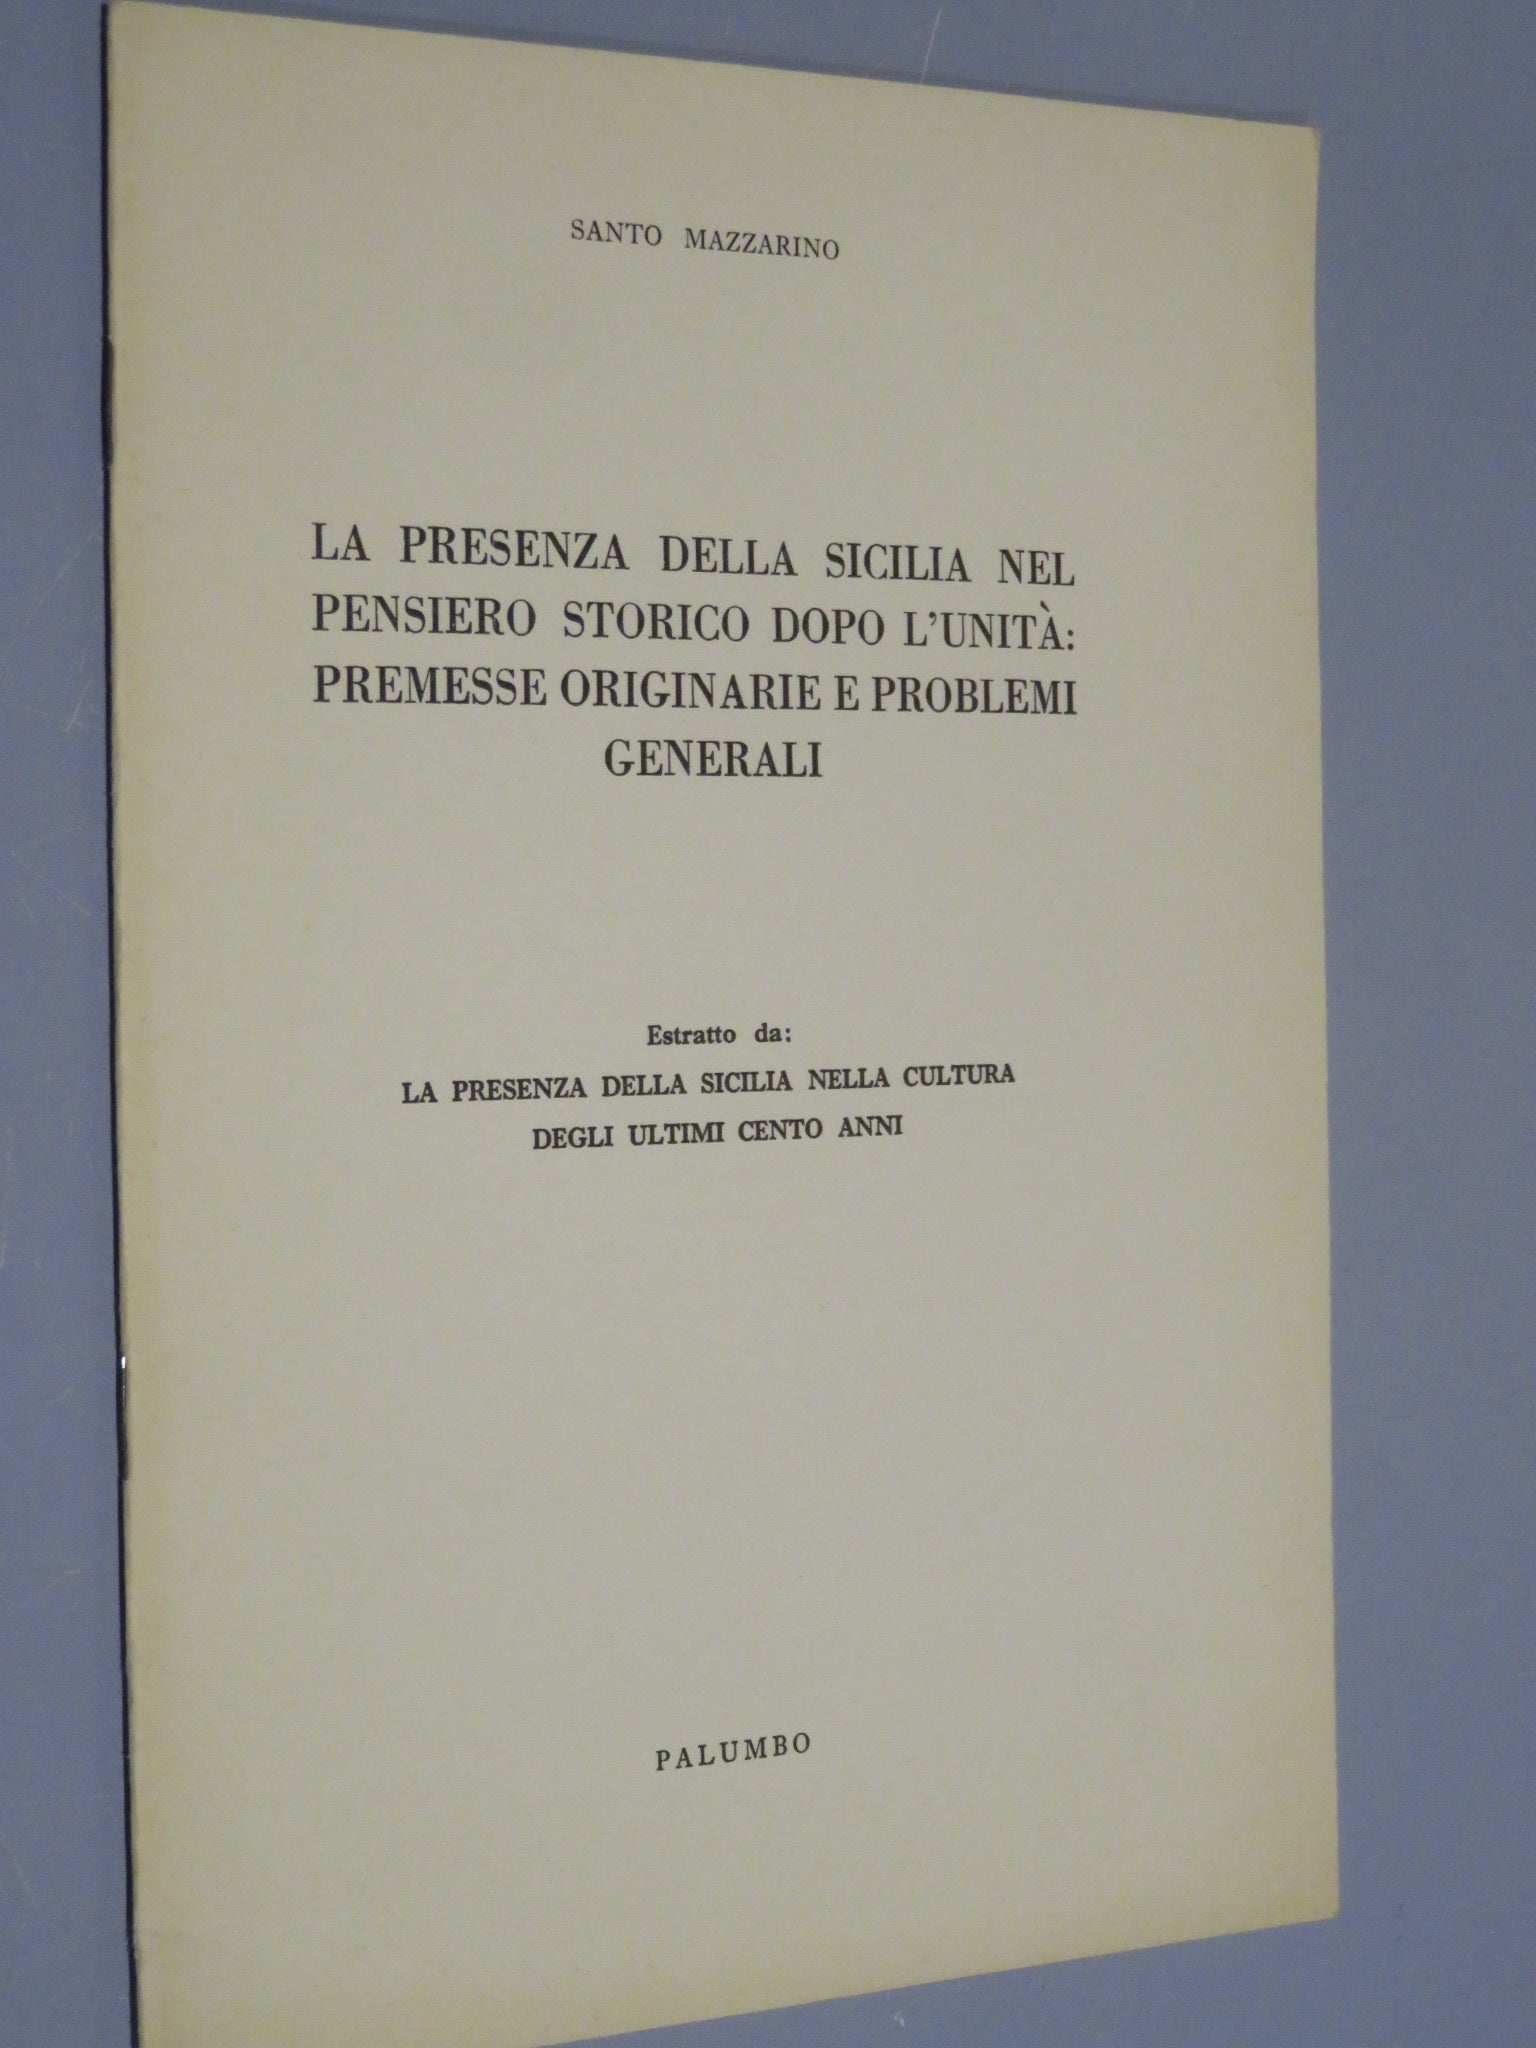 SANTO MAZZARINO
LA PRESENZA DELLA SICILIA NEL
PENSIERO STORICO DOPO L'UNITÀ:
PREMESSE ORIGINARIE E PROBLEMI
GENERALI
Estratto da:
LA PRESENZA DELLA SICILIA NELLA CULTURA
DEGLI ULTIMI CENTO ANNI
PALUMBO